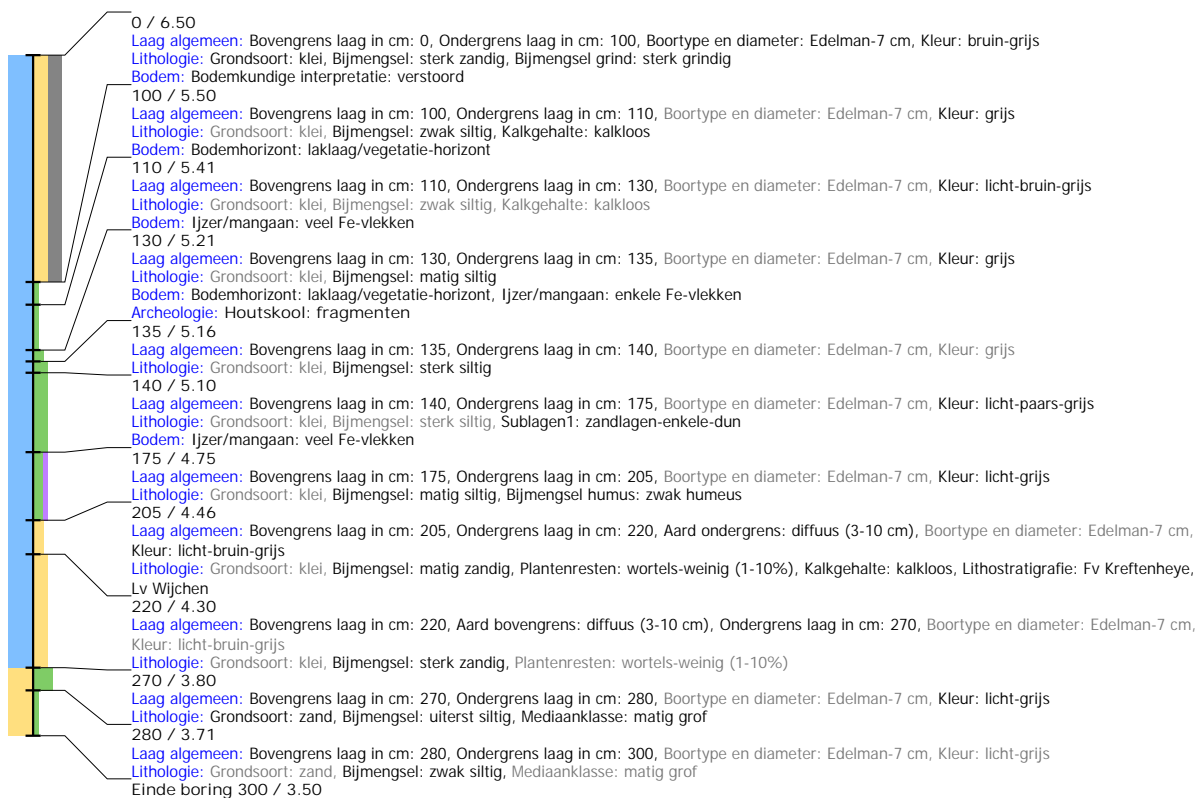 0 / 6.50
Laag algemeen: Bovengrens laag in cm: 0, Ondergrens laag in cm: 100, Boortype en diameter: Edelman-7 cm, Kleur: bruin-grijs
Lithologie: Grondsoort: klei, Bijmengsel: sterk zandig, Bijmengsel grind: sterk grindig
Bodem: Bodemkundige interpretatie: verstoord
100 / 5.50
Laag algemeen: Bovengrens laag in cm: 100, Ondergrens laag in cm: 110, Boortype en diameter: Edelman-7 cm, Kleur: grijs
Lithologie: Grondsoort: klei, Bijmengsel: zwak siltig, Kalkgehalte: kalkloos
Bodem: Bodemhorizont: laklaag/vegetatie-horizont
110 / 5.41
Laag algemeen: Bovengrens laag in cm: 110, Ondergrens laag in cm: 130, Boortype en diameter: Edelman-7 cm, Kleur: licht-bruin-grijs
Lithologie: Grondsoort: klei, Bijmengsel: zwak siltig, Kalkgehalte: kalkloos
Bodem: Ijzer/mangaan: veel Fe-vlekken
130 / 5.21
Laag algemeen: Bovengrens laag in cm: 130, Ondergrens laag in cm: 135, Boortype en diameter: Edelman-7 cm, Kleur: grijs
Lithologie: Grondsoort: klei, Bijmengsel: matig siltig
Bodem: Bodemhorizont: laklaag/vegetatie-horizont, Ijzer/mangaan: enkele Fe-vlekken
Archeologie: Houtskool: fragmenten
135 / 5.16
Laag algemeen: Bovengrens laag in cm: 135, Ondergrens laag in cm: 140, Boortype en diameter: Edelman-7 cm, Kleur: grijs
Lithologie: Grondsoort: klei, Bijmengsel: sterk siltig
140 / 5.10
Laag algemeen: Bovengrens laag in cm: 140, Ondergrens laag in cm: 175, Boortype en diameter: Edelman-7 cm, Kleur: licht-paars-grijs
Lithologie: Grondsoort: klei, Bijmengsel: sterk siltig, Sublagen1: zandlagen-enkele-dun
Bodem: Ijzer/mangaan: veel Fe-vlekken
175 / 4.75
Laag algemeen: Bovengrens laag in cm: 175, Ondergrens laag in cm: 205, Boortype en diameter: Edelman-7 cm, Kleur: licht-grijs
Lithologie: Grondsoort: klei, Bijmengsel: matig siltig, Bijmengsel humus: zwak humeus
205 / 4.46
Laag algemeen: Bovengrens laag in cm: 205, Ondergrens laag in cm: 220, Aard ondergrens: diffuus (3-10 cm), Boortype en diameter: Edelman-7 cm,
Kleur: licht-bruin-grijs
Lithologie: Grondsoort: klei, Bijmengsel: matig zandig, Plantenresten: wortels-weinig (1-10%), Kalkgehalte: kalkloos, Lithostratigrafie: Fv Kreftenheye,
Lv Wijchen
220 / 4.30
Laag algemeen: Bovengrens laag in cm: 220, Aard bovengrens: diffuus (3-10 cm), Ondergrens laag in cm: 270, Boortype en diameter: Edelman-7 cm,
Kleur: licht-bruin-grijs
Lithologie: Grondsoort: klei, Bijmengsel: sterk zandig, Plantenresten: wortels-weinig (1-10%)
270 / 3.80
Laag algemeen: Bovengrens laag in cm: 270, Ondergrens laag in cm: 280, Boortype en diameter: Edelman-7 cm, Kleur: licht-grijs
Lithologie: Grondsoort: zand, Bijmengsel: uiterst siltig, Mediaanklasse: matig grof
280 / 3.71
Laag algemeen: Bovengrens laag in cm: 280, Ondergrens laag in cm: 300, Boortype en diameter: Edelman-7 cm, Kleur: licht-grijs
Lithologie: Grondsoort: zand, Bijmengsel: zwak siltig, Mediaanklasse: matig grof
Einde boring 300 / 3.50